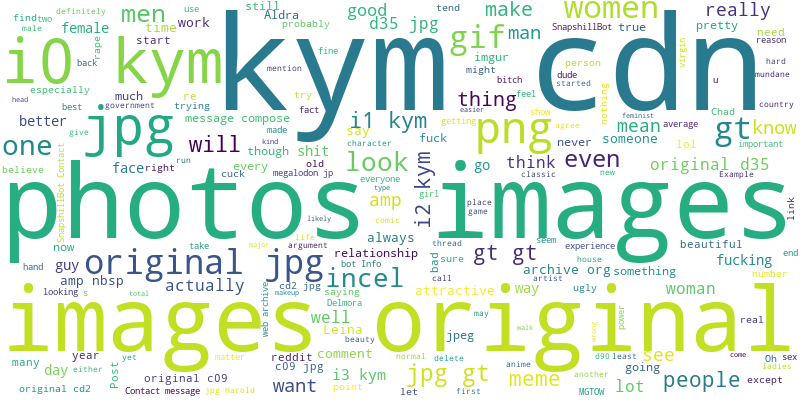 definitely
find two
male
use
still
Aldra
good
d35 jpg
make
women
really
men
time
work
female
probably
tend
SnapshillBot
true
i0 kym
kym cdn
gif
man
pretty
need
start
rape
back
fine
imgur
person
virgin
reason
especially
mention
might
dude
hard
bitch
started
u
mundane
head
much
government
try
thing
feel
country
best
re
trying
fact
easier
nothing
Chad
feminist
jpg
message compose
i1 kym
png
show
average
gt
know
give
made
say
getting
agree
mean
better
will
kind
character
fuck
never
someone
lol
important
one
though
shit
look
go
think
even
original d35
believe
face
right
every
old
i2 kym
classic
new
Example
SnapshillBot Contact
run
cuck
megalodon jp
everyone
type
amp
girl
photos images
place
game
link
likely
comic
life
always
thread
seem
experience
beautiful
now
take
major
argument
bad
sure
gt gt
house
end
hand
guy
original jpg
relationship
archive org
something
fucking
amp nbsp
bot Info
incel
call
artist
ugly
number
looking
s
actually
cd2 jpg
saying
attractive
way
woman
total
web archive
makeup
Delmora
may
power
real
images original
well
Leina
jpeg
walk
wrong
many
year
yet
beauty
reddit
comment
normal
delete
d90
least
see
come
Oh
sex
day
either
Post
matter
c09 jpg
i3 kym
anime
going
ladies
original c09
want
point
jpg gt
meme
another
lot
people
except
original cd2
Contact message
jpg Harold
let
first
MGTOW